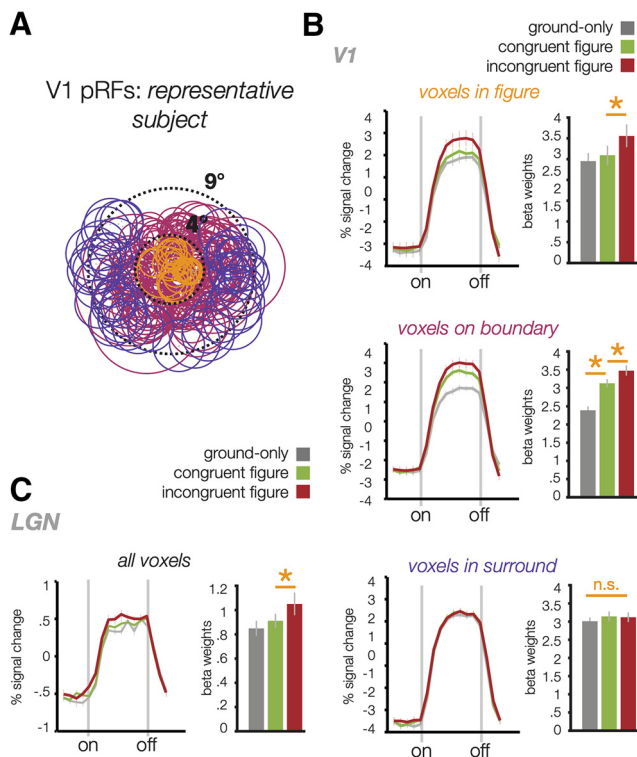 A
V1 pRFs: representative
subject
9°
4°
B
V1
ground-only
congruent figure
incongruent figure
voxels in figure
% signal change
4
3
2
1
0
-1
-2
-3
-4
on
off
beta weights
*
3.5
3
2.5
2
1.5
1
.5
0
voxels on boundary
% signal change
4
3
2
1
0
-1
-2
-3
-4
on
off
beta weights
* *
3.5
3
2.5
2
1.5
1
.5
0
voxels in surround
% signal change
4
3
2
1
0
-1
-2
-3
-4
on
off
beta weights
n.s.
3.5
3
2.5
2
1.5
1
.5
0
ground-only
congruent figure
incongruent figure
C
LGN
all voxels
% signal change
1
.5
0
-.5
-1
on
off
beta weights
*
1.2
1
.8
.6
.4
.2
0